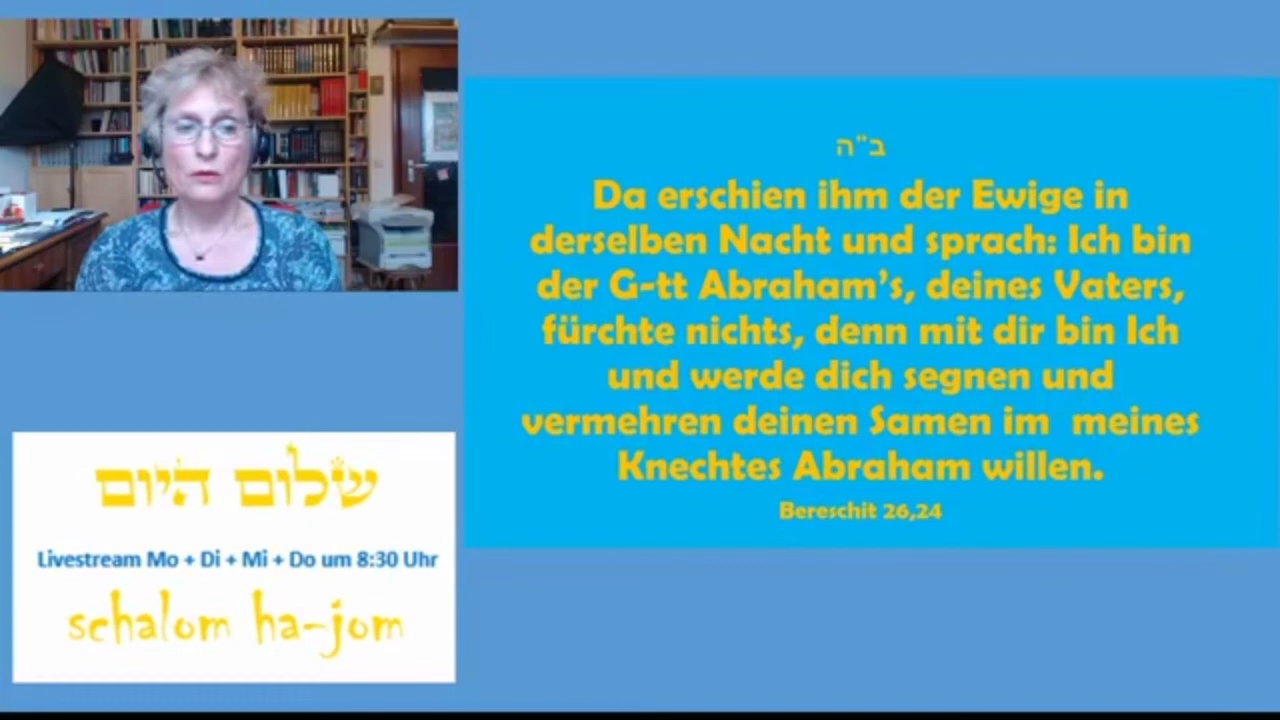 ב"ה
Da erschien ihm der Ewige in
derselben Nacht und sprach: Ich bin
der G-tt Abraham’s, deines Vaters,
fürchte nichts, denn mit dir bin Ich
und werde dich segnen und
vermehren deinen Samen im  meines
Knechtes Abraham willen.
Bereschit 26,24
שלום היום
Livestream Mo + Di + Mi + Do um 8:30 Uhr
schalom ha-jom